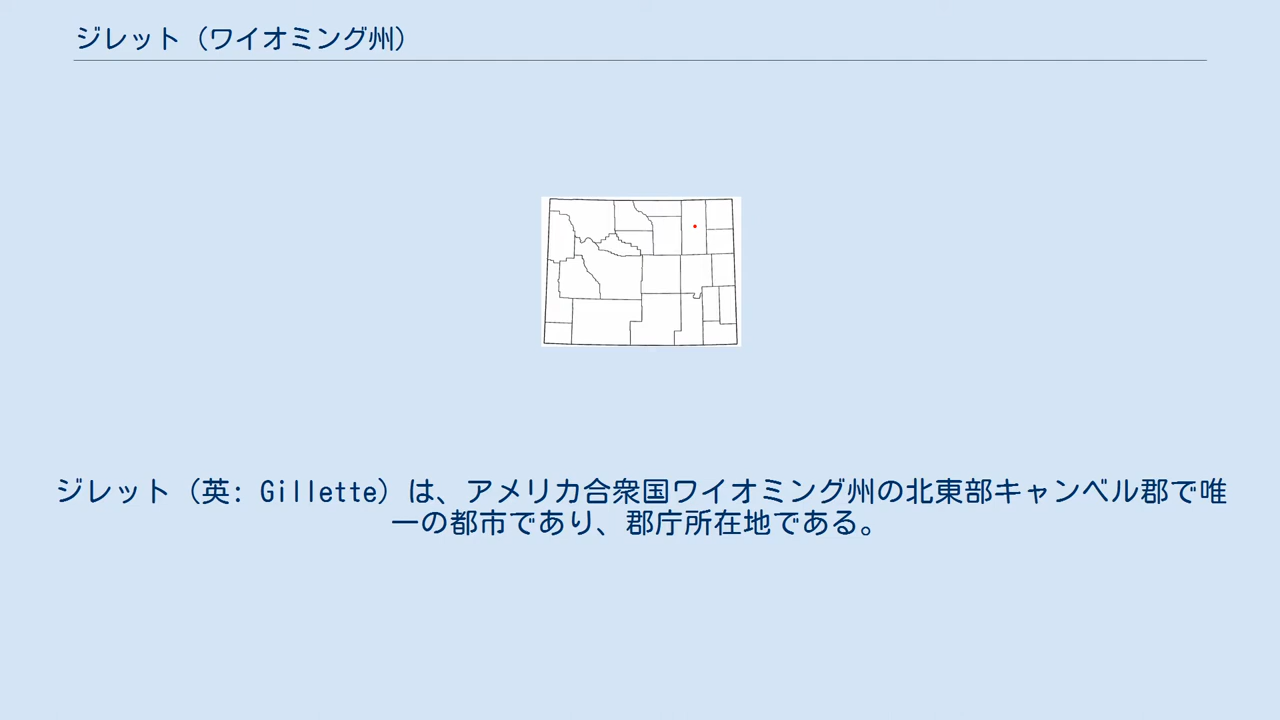 ジレット（ワイオミング州）
ジレット（英: Gillette）は、アメリカ合衆国ワイオミング州の北東部キャンベル郡で唯
一の都市であり、郡庁所在地である。